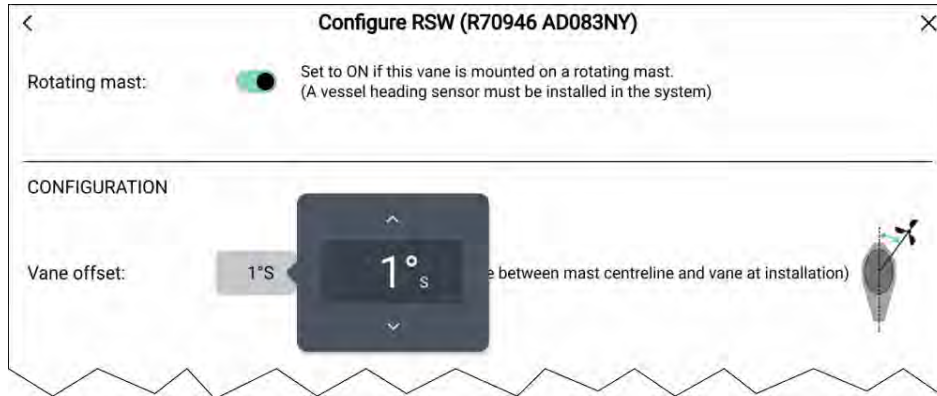 Configure RSW (R70946 AD083NY)
Rotating mast:
Set to ON if this vane is mounted on a rotating mast.
(A vessel heading sensor must be installed in the system)
CONFIGURATION
Vane offset:
1°S
1°s
between mast centreline and vane at installation)